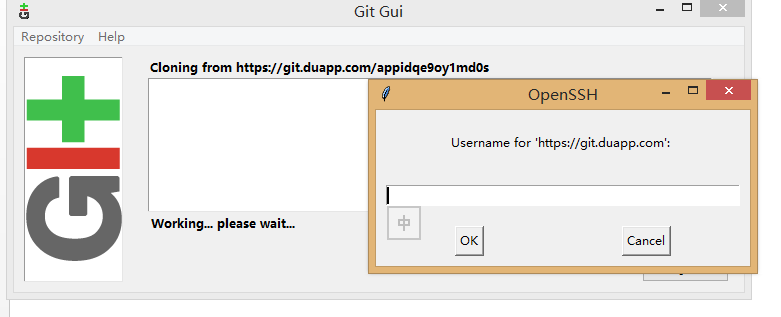 Git Gui
Repository Help
Cloning from https://git.duapp.com/appidqe9oy1md0s
GIt
Working... please wait...
OpenSSH
Username for 'https://git.duapp.com':
中
OK Cancel